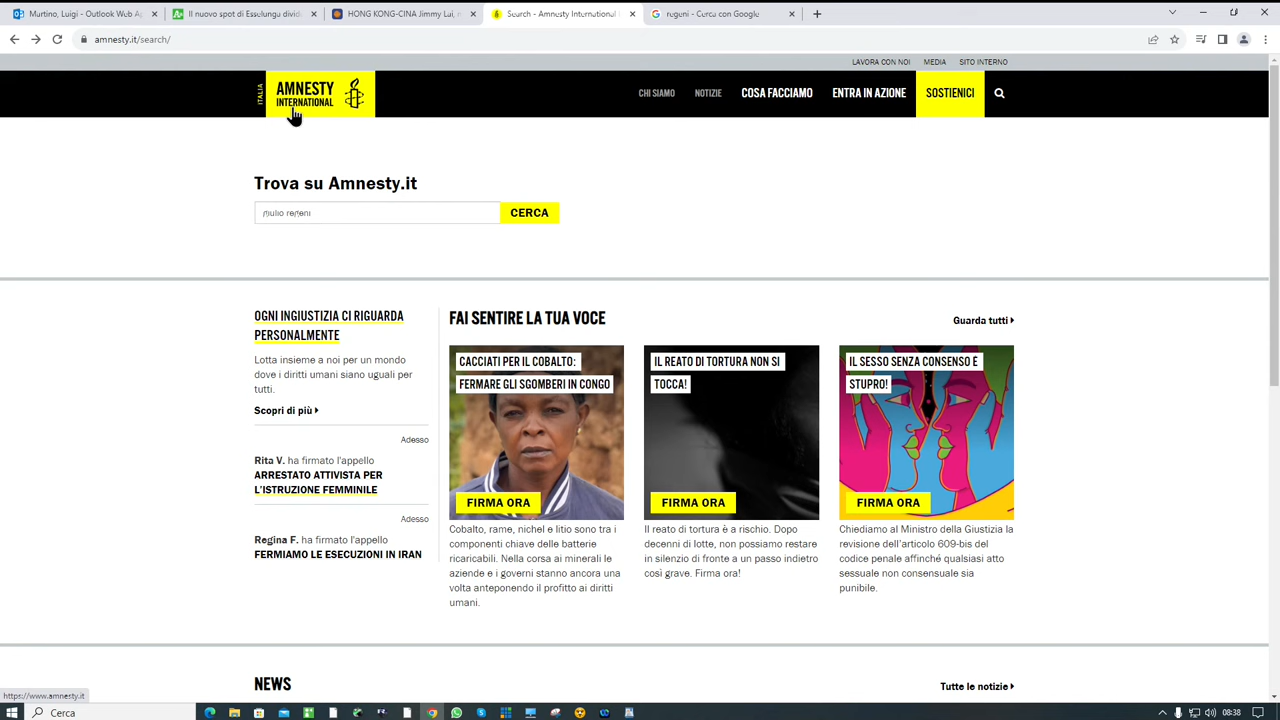 Martino, Luigi - Outlook Web Ap
Il nuovo spot di Esselunga divid
HONG KONG-CINA Jimmy Lai, n
Search - Amnesty International I
regeni - Cerca con Google
amnesty.it/search/
LAVORA CON NOI MEDIA SITO INTERNO
ITALIA
AMNESTY
INTERNATIONAL
CHI SIAMO NOTIZIE COSA FACCIAMO ENTRA IN AZIONE SOSTIENICI
Trova su Amnesty.it
giulio regeni CERCA
OGNI INGIUSTIZIA CI RIGUARDA
PERSONALMENTE
Lotta insieme a noi per un mondo
dove i diritti umani siano uguali per
tutti.
Scopri di più
Adesso
Rita V. ha firmato l'appello
ARRESTATO ATTIVISTA PER
L'ISTRUZIONE FEMMINILE
Adesso
Regina F. ha firmato l'appello
FERMIAMO LE ESECUZIONI IN IRAN
FAI SENTIRE LA TUA VOCE
Guarda tutti
CACCIATI PER IL COBALTO:
FERMARE GLI SGOMBERI IN CONGO
FIRMA ORA
Cobalto, rame, nichel e litio sono tra i
componenti chiave delle batterie
ricaricabili. Nella corsa ai minerali le
aziende e i governi stanno ancora una
volta anteponendo il profitto ai diritti
umani.
IL REATO DI TORTURA NON SI
TOCCA!
FIRMA ORA
Il reato di tortura è a rischio. Dopo
decenni di lotte, non possiamo restare
in silenzio di fronte a un passo indietro
così grave. Firma ora!
IL SESSO SENZA CONSENSO È
STUPRO!
FIRMA ORA
Chiediamo al Ministro della Giustizia la
revisione dell'articolo 609-bis del
codice penale affinché qualsiasi atto
sessuale non consensuale sia
punibile.
NEWS
Tutte le notizie
https://www.amnesty.it
Cerca
08:38